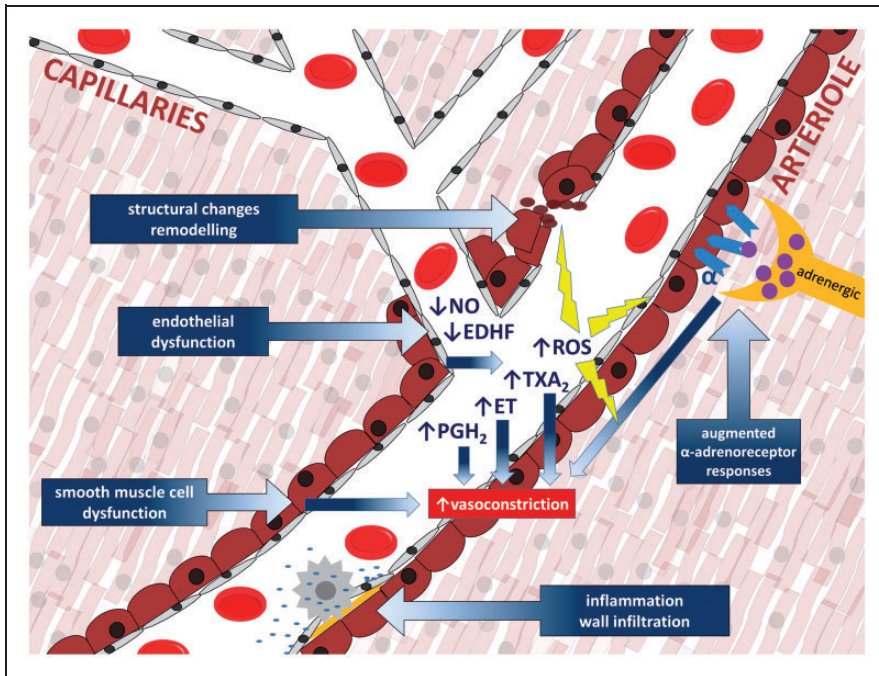 CAPILLARIES
ARTERIOLE
structural changes
remodelling
α
adrenergic
endothelial
dysfunction
↓NO
↓EDHF
↑ROS
↑TXA₂
↑ET
↑PGH₂
augmented
α-adrenoreceptor
responses
smooth muscle cell
dysfunction
↑vasoconstriction
inflammation
wall infiltration